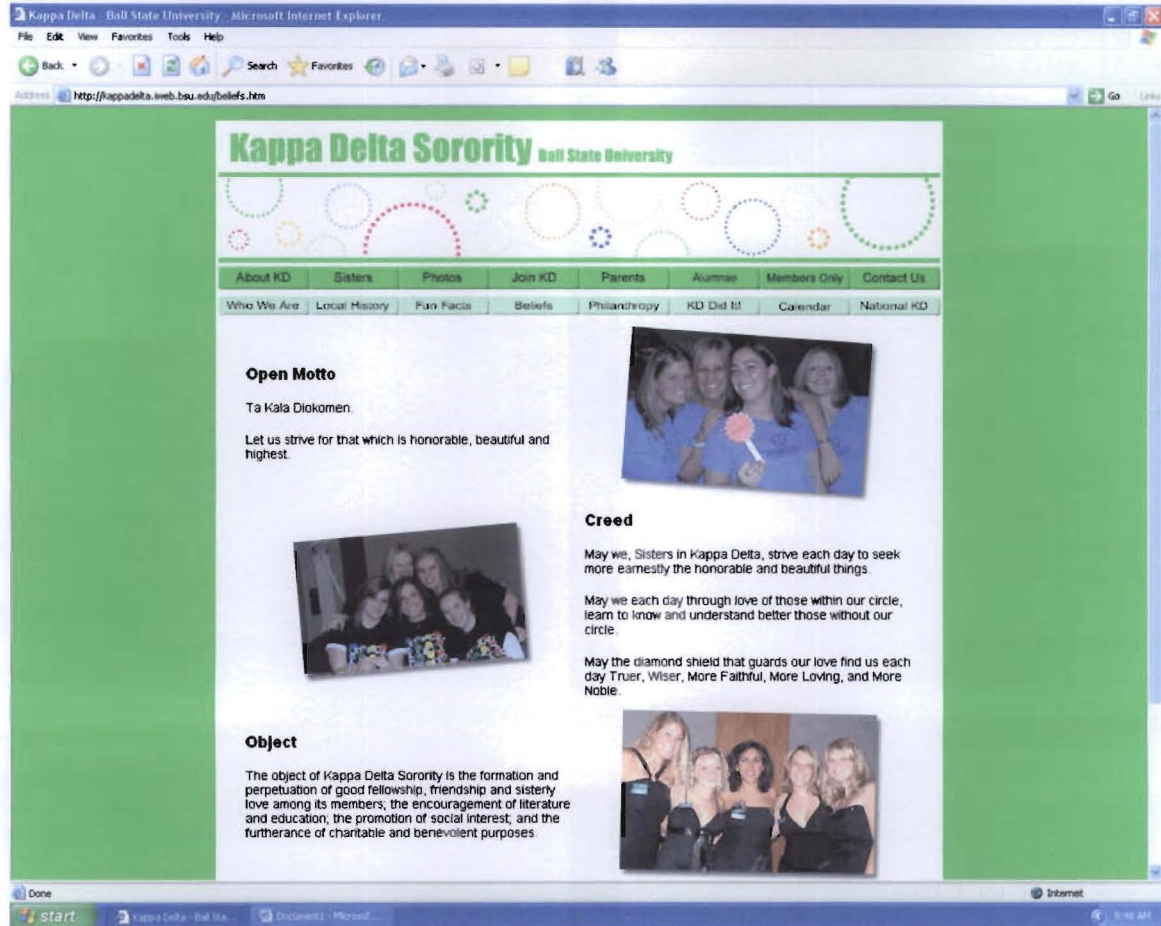 Kappa Delta - Ball State University - Microsoft Internet Explorer
File Edit View Favorites Tools Help
Back Search Favorites
Address http://kappadelta.iweb.bsu.edu/beliefs.htm Go Links
Kappa Delta Sorority Ball State University
About KD Sisters Photos Join KD Parents Alumnae Members Only Contact Us
Who We Are Local History Fun Facts Beliefs Philanthropy KD Did It! Calendar National KD
Open Motto
Ta Kala Diokomen.
Let us strive for that which is honorable, beautiful and
highest.
Creed
May we, Sisters in Kappa Delta, strive each day to seek
more earnestly the honorable and beautiful things.
May we each day through love of those within our circle,
learn to know and understand better those without our
circle.
May the diamond shield that guards our love find us each
day Truer, Wiser, More Faithful, More Loving, and More
Noble.
Object
The object of Kappa Delta Sorority is the formation and
perpetuation of good fellowship, friendship and sisterly
love among its members; the encouragement of literature
and education; the promotion of social interest; and the
furtherance of charitable and benevolent purposes.
Done Internet
start Kappa Delta - Ball Sta... Document1 - Microsof... AM